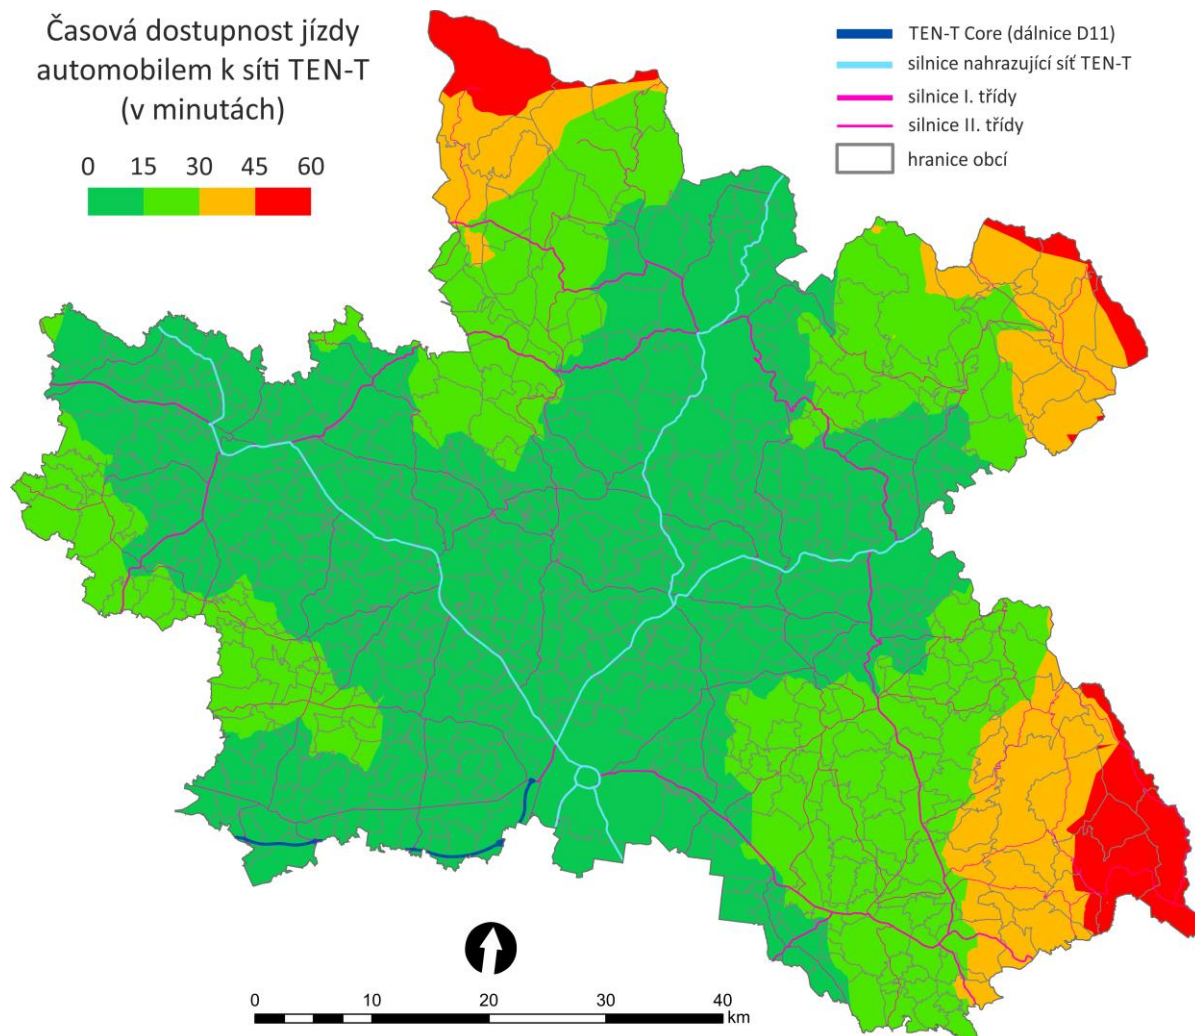 Časová dostupnost jízdy
automobilem k síti TEN-T
(v minutách)
0 15 30 45 60
TEN-T Core (dálnice D11)
silnice nahrazující síť TEN-T
silnice I. třídy
silnice II. třídy
hranice obcí
0 10 20 30 40
km